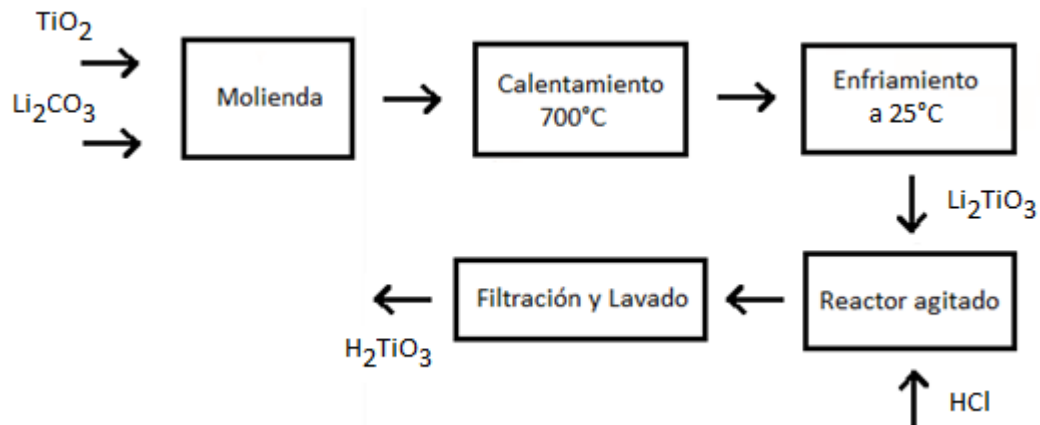 TiO2
Li2CO3
Molienda
Calentamiento
700°C
Enfriamiento
a 25°C
Li2TiO3
Reactor agitado
HCl
Filtración y Lavado
H2TiO3